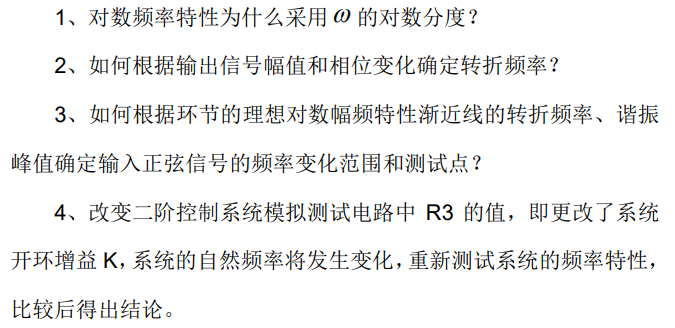 1、对数频率特性为什么采用ω的对数分度？
2、如何根据输出信号幅值和相位变化确定转折频率？
3、如何根据环节的理想对数幅频特性渐近线的转折频率、谐振
峰值确定输入正弦信号的频率变化范围和测试点？
4、改变二阶控制系统模拟测试电路中 R3 的值，即更改了系统
开环增益 K，系统的自然频率将发生变化，重新测试系统的频率特性，
比较后得出结论。